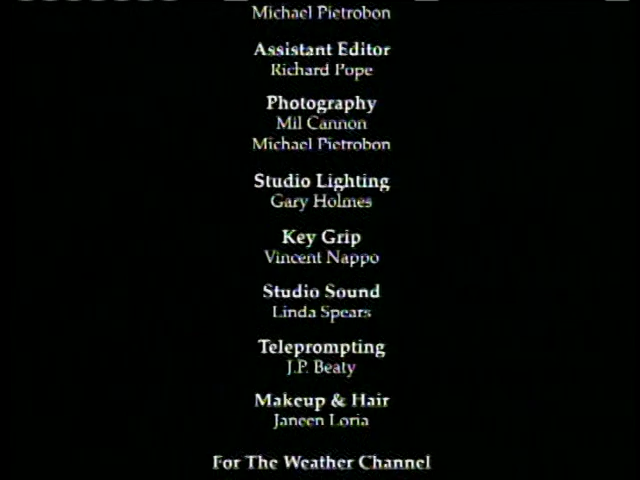 Michael Pietrobon
Assistant Editor
Richard Pope
Photography
Mil Cannon
Michael Pietrobon
Studio Lighting
Gary Holmes
Key Grip
Vincent Nappo
Studio Sound
Linda Spears
Teleprompting
J.P. Beaty
Makeup & Hair
Janeen Loria
For The Weather Channel